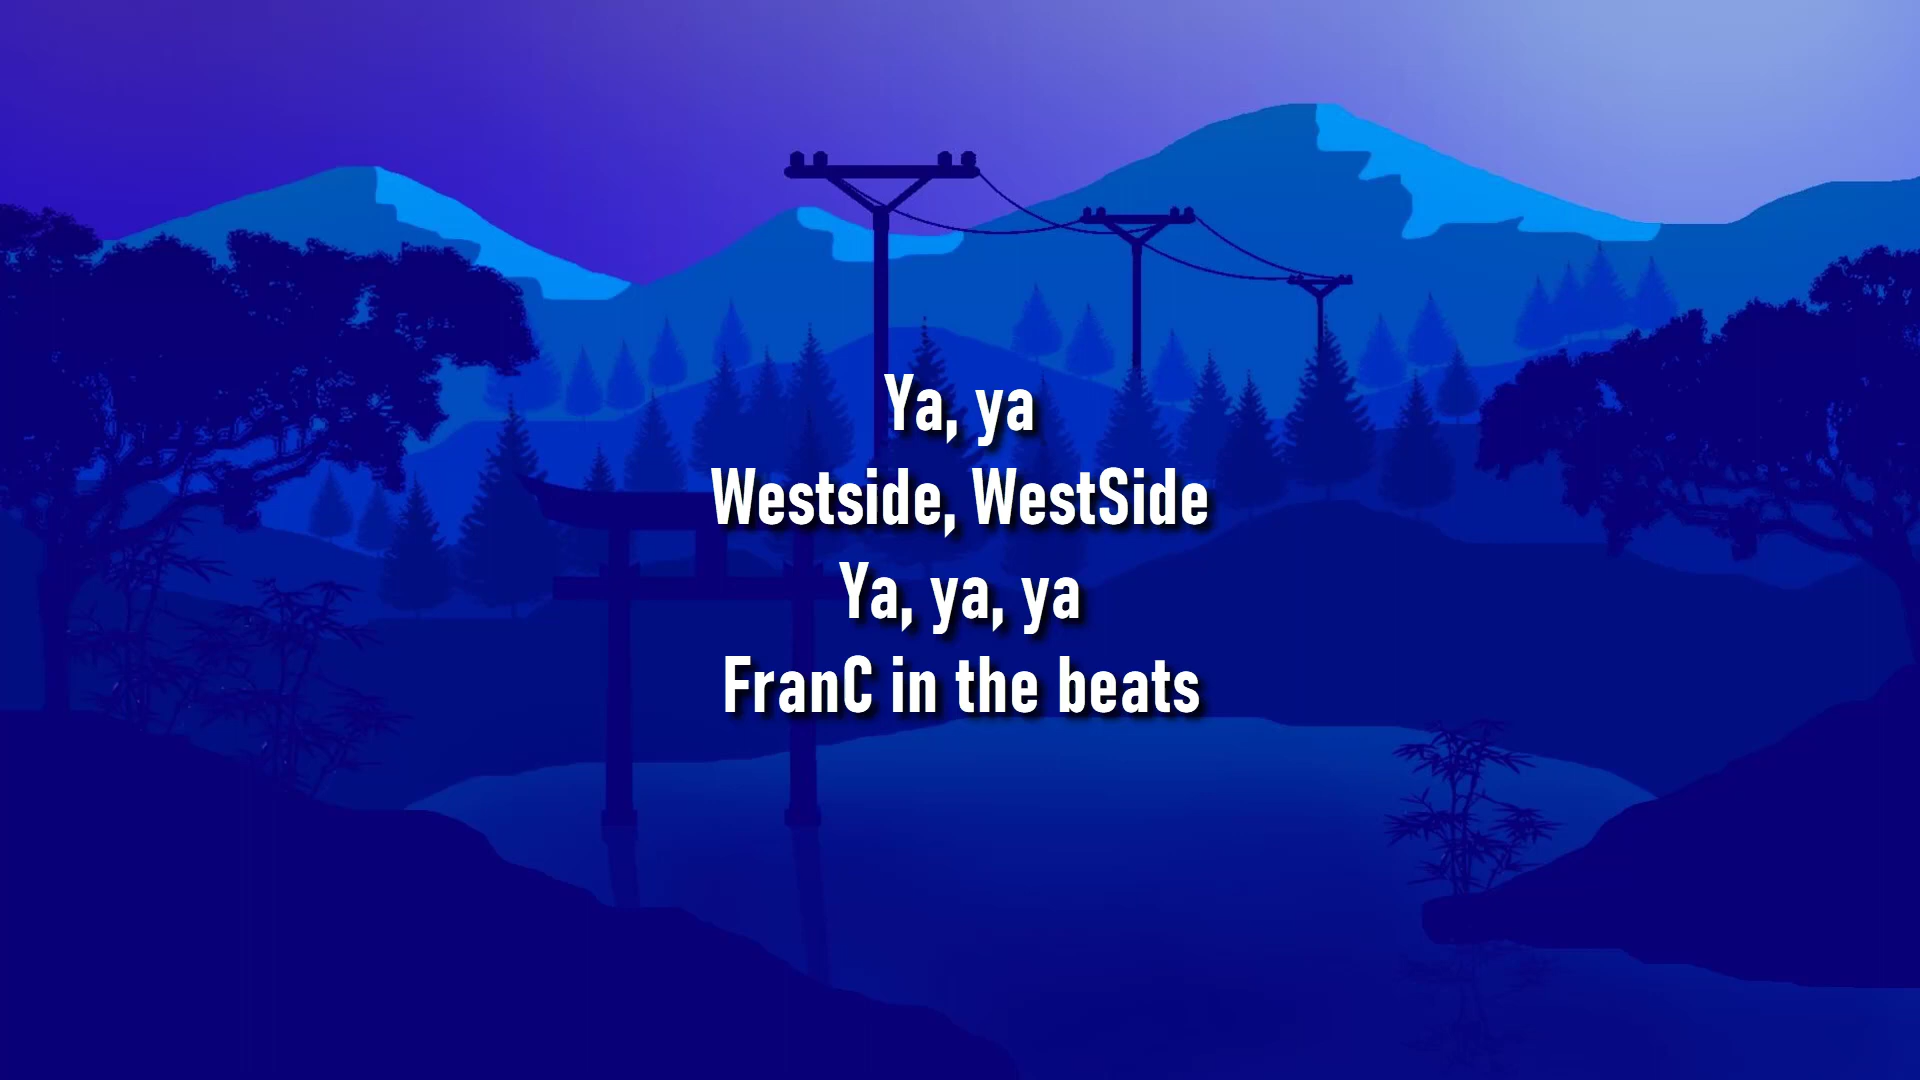 Ya, ya
Westside, WestSide
Ya, ya, ya
FranC in the beats